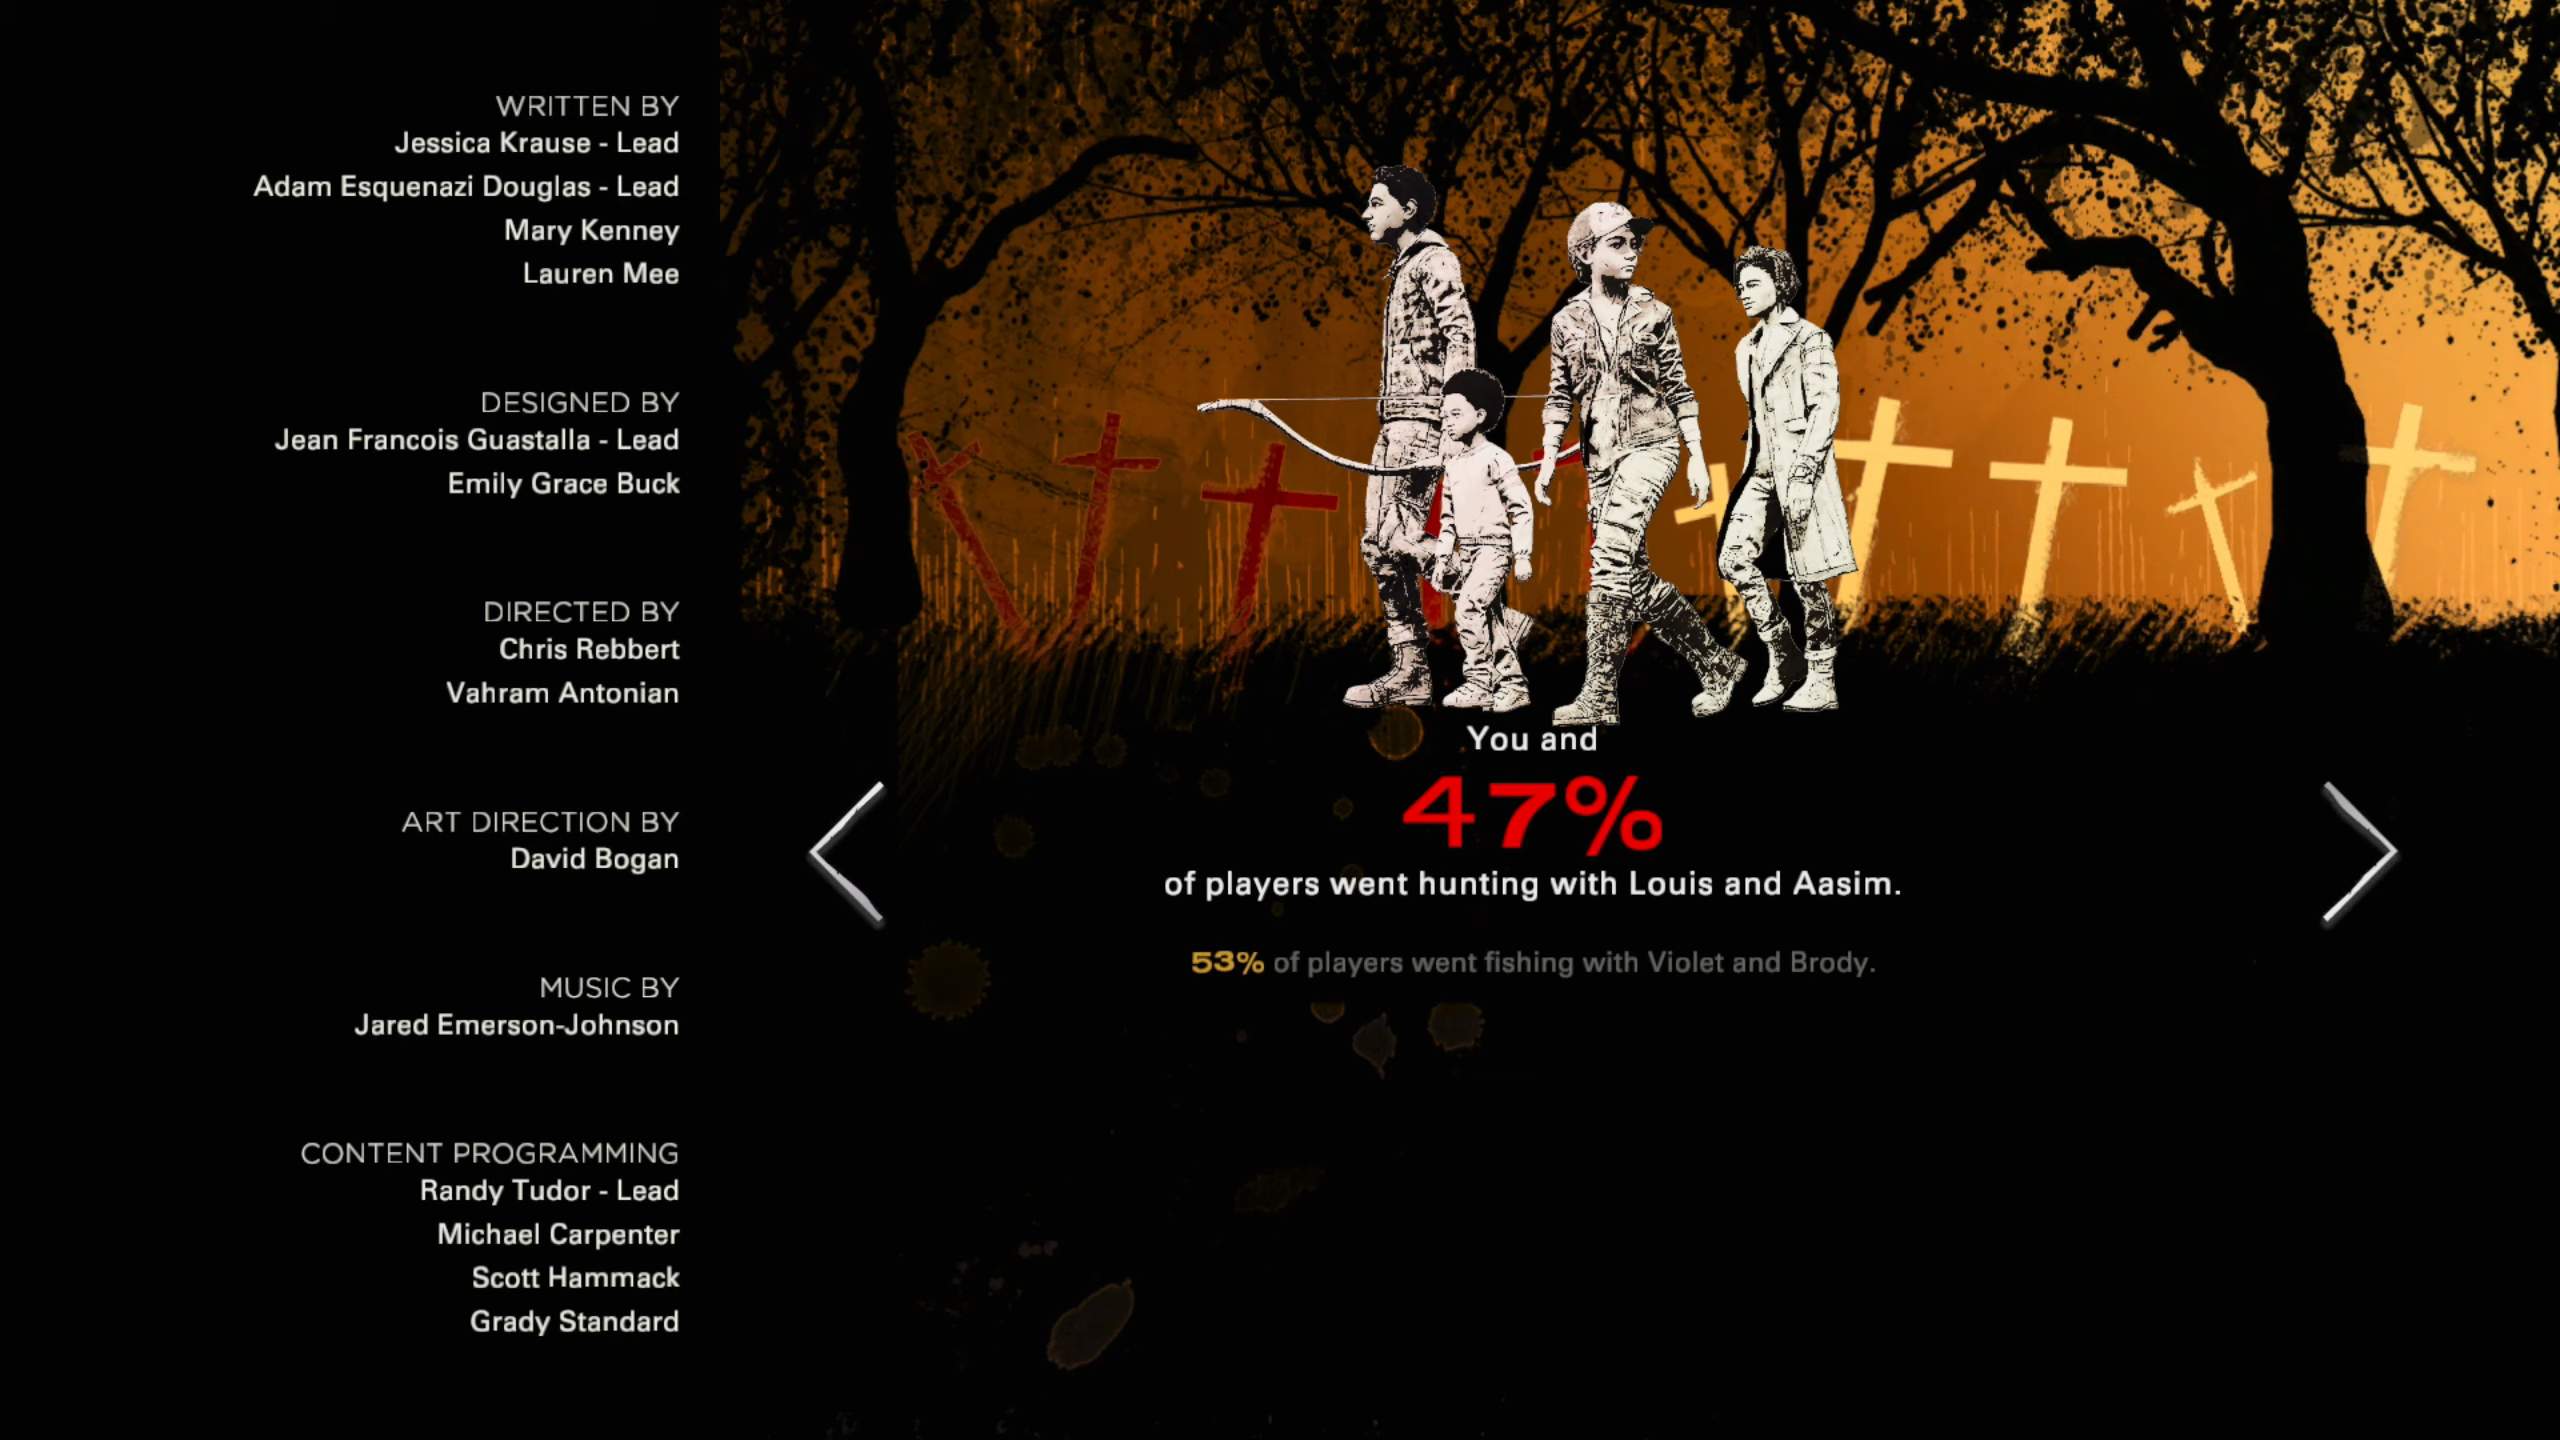 WRITTEN BY
Jessica Krause - Lead
Adam Esquenazi Douglas - Lead
Mary Kenney
Lauren Mee
DESIGNED BY
Jean Francois Guastalla - Lead
Emily Grace Buck
DIRECTED BY
Chris Rebbert
Vahram Antonian
ART DIRECTION BY
David Bogan
MUSIC BY
Jared Emerson-Johnson
CONTENT PROGRAMMING
Randy Tudor - Lead
Michael Carpenter
Scott Hammack
Grady Standard
You and
47%
of players went hunting with Louis and Aasim.
53% of players went fishing with Violet and Brody.